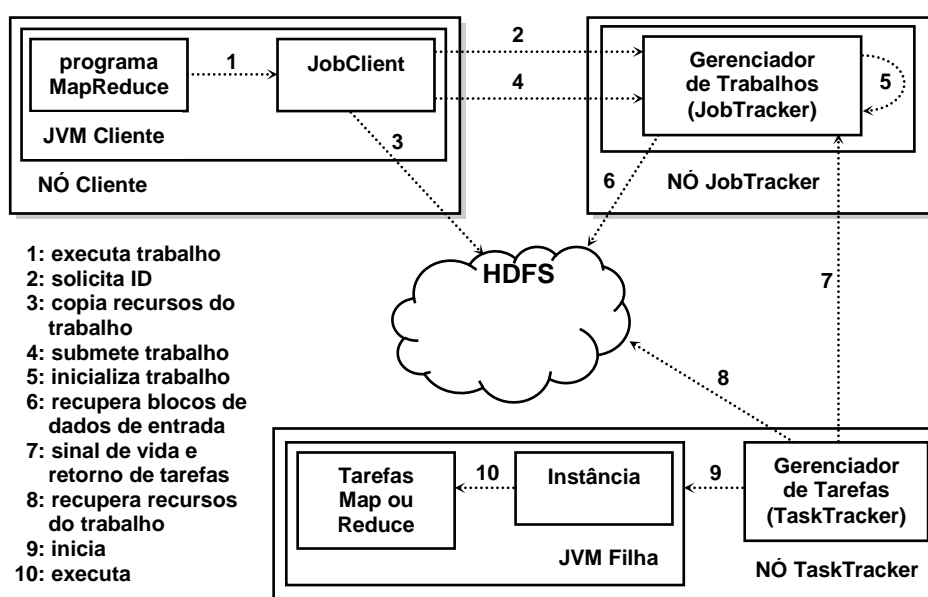 programa
MapReduce
1
JobClient
JVM Cliente
NÓ Cliente
2
4
3
Gerenciador
de Trabalhos
(JobTracker)
5
NÓ JobTracker
6
7
HDFS
8
1: executa trabalho
2: solicita ID
3: copia recursos do
trabalho
4: submete trabalho
5: inicializa trabalho
6: recupera blocos de
dados de entrada
7: sinal de vida e
retorno de tarefas
8: recupera recursos
do trabalho
9: inicia
10: executa
Tarefas
Map ou
Reduce
10
Instância
9
JVM Filha
Gerenciador
de Tarefas
(TaskTracker)
NÓ TaskTracker